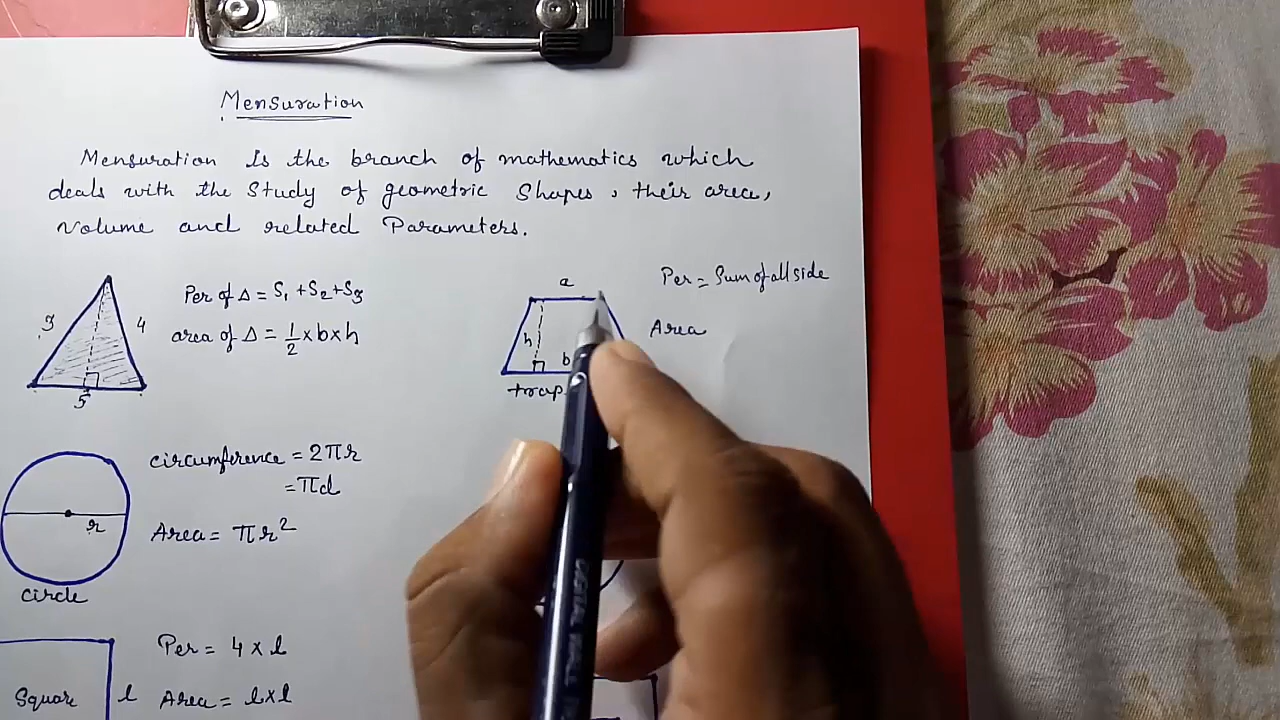 Mensuration
Mensuration Is the branch of mathematics which
deals with the Study of geometric Shapes, their area,
Volume and related Parameters.
3
4
5
Per of Δ = S₁ + S₂ + S₃
area of Δ = 1/2 × b × h
a
h
b
Per = Sum of all side
Area
r
circle
circumference = 2πr
= πd
Area = πr²
Square
l
Per = 4 × l
Area = l × l